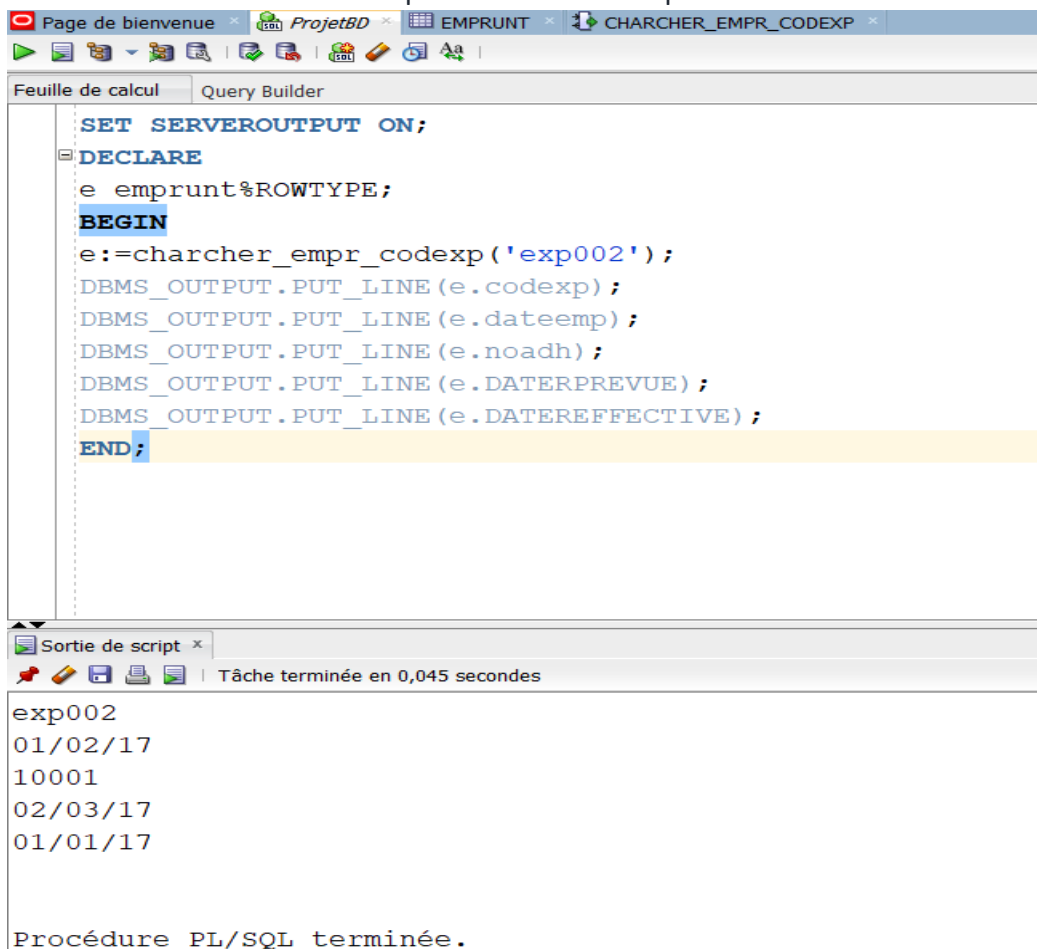 Page de bienvenue ProjetBD EMPRUNT CHARCHER_EMPR_CODEXP
Feuille de calcul Query Builder
SET SERVEROUTPUT ON;
DECLARE
e emprunt%ROWTYPE;
BEGIN
e:=charcher_empr_codexp('exp002');
DBMS_OUTPUT.PUT_LINE(e.codexp);
DBMS_OUTPUT.PUT_LINE(e.dateemp);
DBMS_OUTPUT.PUT_LINE(e.noadh);
DBMS_OUTPUT.PUT_LINE(e.DATERPREVUE);
DBMS_OUTPUT.PUT_LINE(e.DATEREFFECTIVE);
END;
Sortie de script
Tâche terminée en 0,045 secondes
exp002
01/02/17
10001
02/03/17
01/01/17
Procédure PL/SQL terminée.